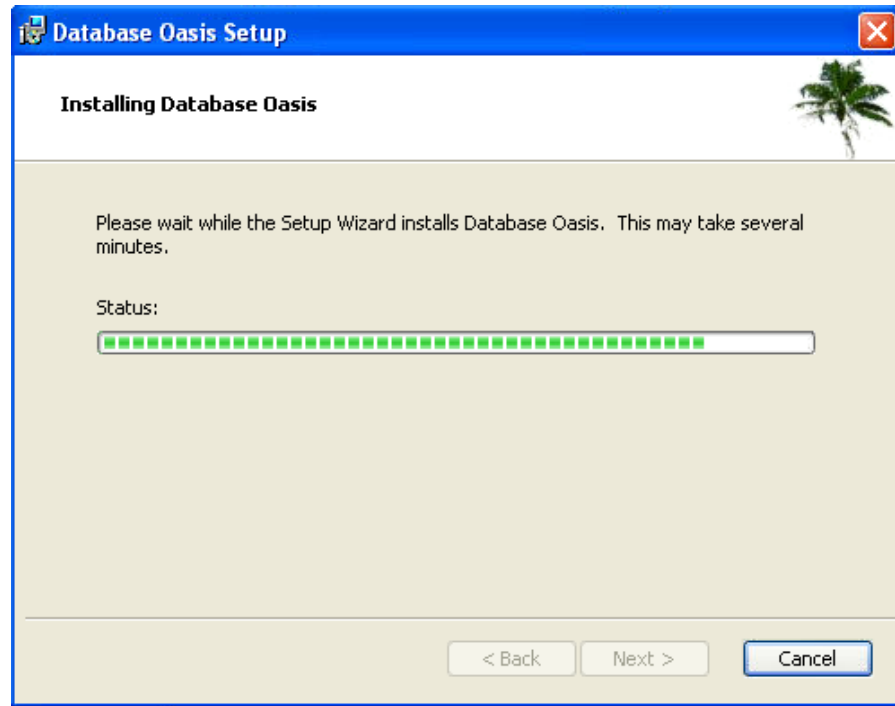 Database Oasis Setup
Installing Database Oasis
Please wait while the Setup Wizard installs Database Oasis.  This may take several
minutes.
Status:
< Back Next > Cancel